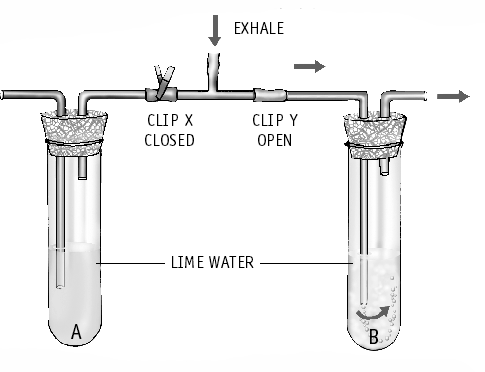 EXHALE
CLIP X
CLOSED
CLIP Y
OPEN
LIME WATER
A
B